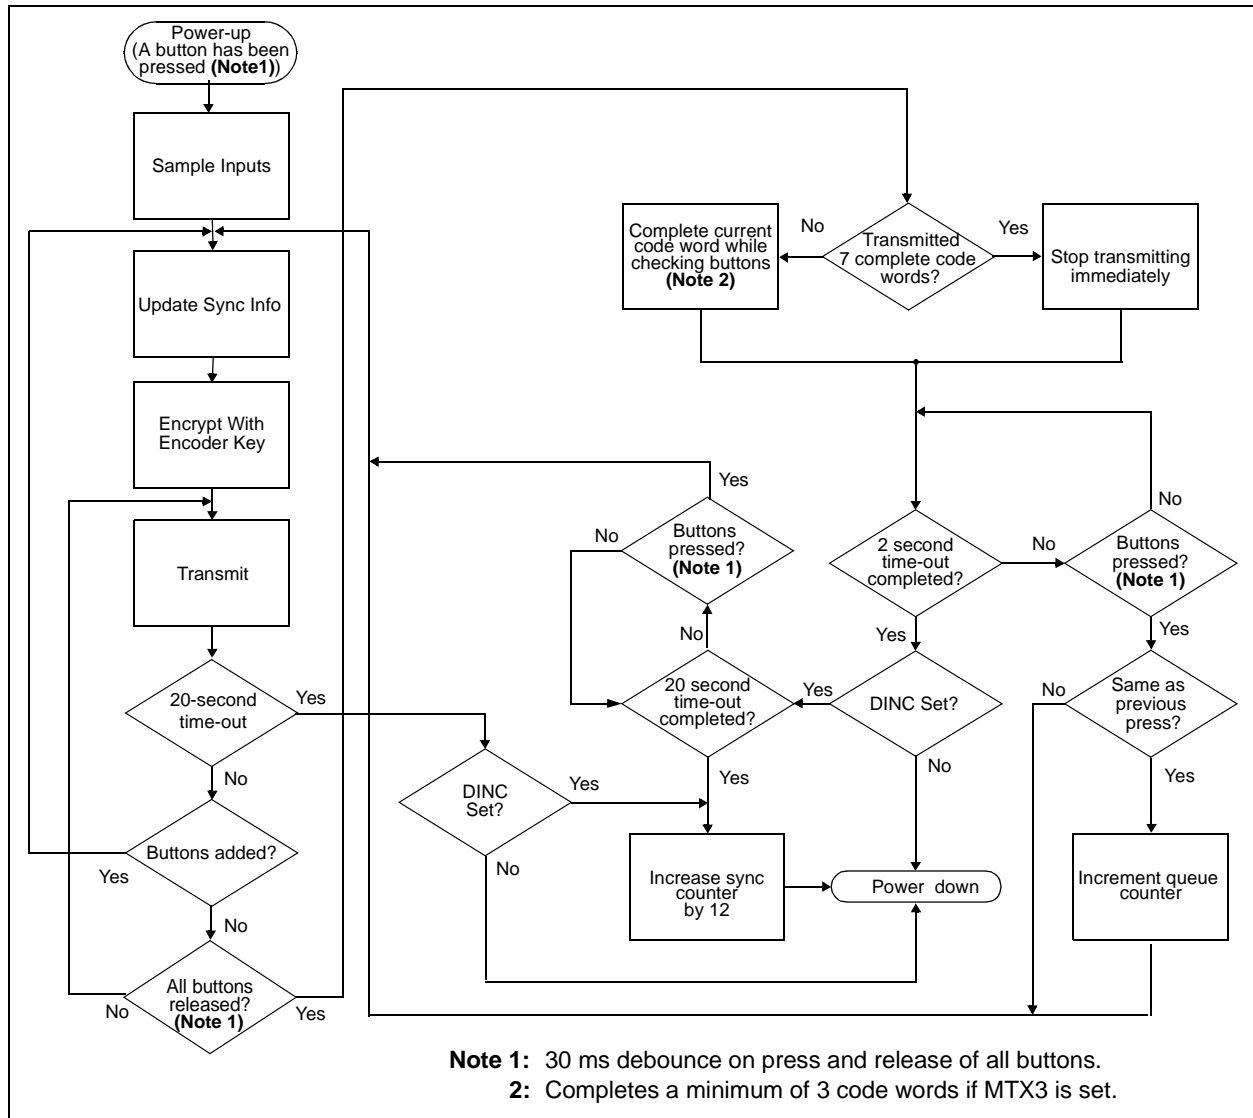 Power-up
(A button has been
pressed (Note1))
Sample Inputs
Update Sync Info
Encrypt With
Encoder Key
Transmit
20-second
time-out
Yes
No
Buttons added?
Yes
No
All buttons
released?
(Note 1)
No
Yes
No
Complete current
code word while
checking buttons
(Note 2)
Transmitted
7 complete code
words?
Yes
Stop transmitting
immediately
Yes
No
Buttons
pressed?
(Note 1)
No
2 second
time-out
completed?
No
Yes
No
Buttons
pressed?
(Note 1)
Yes
20 second
time-out
completed?
Yes
DINC Set?
No
No
Same as
previous
press?
Yes
DINC
Set?
Yes
No
Yes
Increase sync
counter
by 12
Power down
Increment queue
counter
Note 1: 30 ms debounce on press and release of all buttons.
2: Completes a minimum of 3 code words if MTX3 is set.